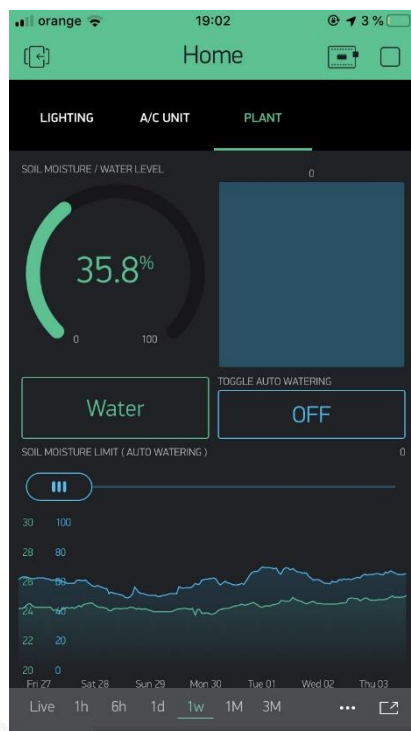 orange 19:02 3 %
Home
LIGHTING A/C UNIT PLANT
SOIL MOISTURE / WATER LEVEL 0
35.8%
0 100
TOGGLE AUTO WATERING
Water OFF
SOIL MOISTURE LIMIT ( AUTO WATERING ) 0
30 100
28 80
26 60
24 40
22 20
20 0
Fri 27 Sat 28 Sun 29 Mon 30 Tue 01 Wed 02 Thu 03
Live 1h 6h 1d 1w 1M 3M